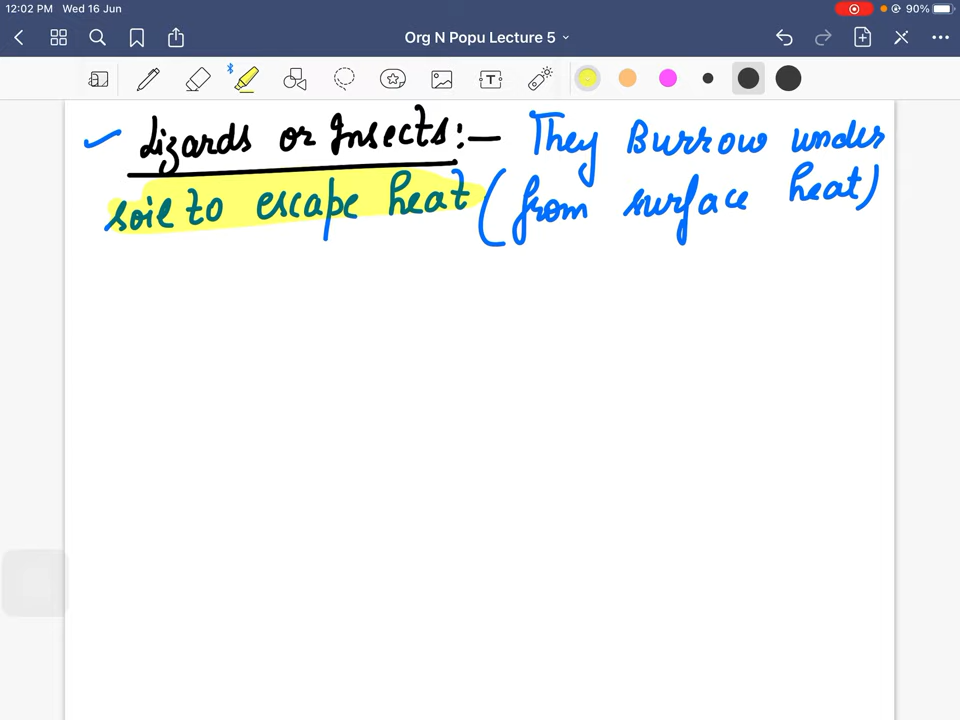 12:02 PM Wed 16 Jun 90%
Org N Popu Lecture 5
T
Lizards or Insects:— They Burrow under
soil to escape heat (from surface heat)